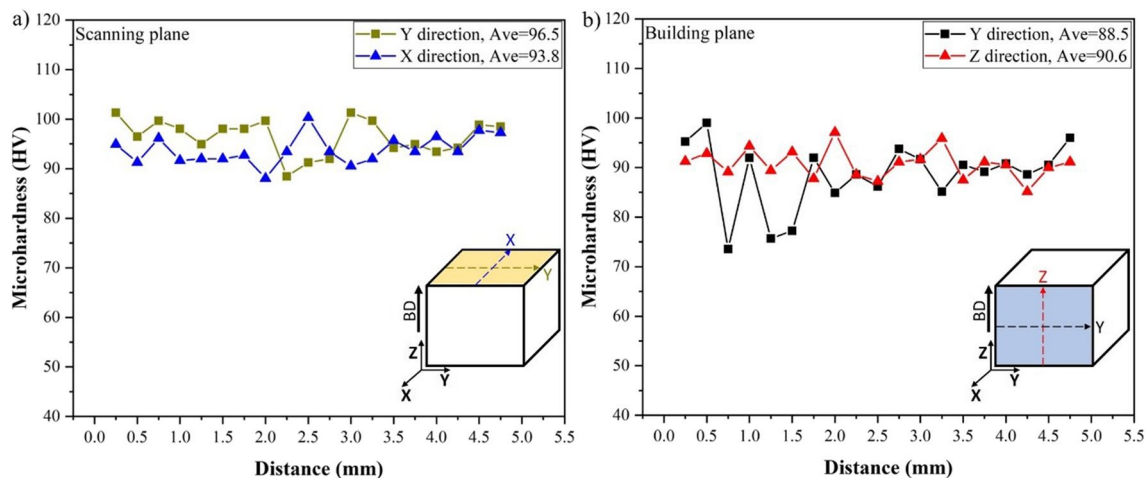 a)
Scanning plane
Y direction, Ave=96.5
X direction, Ave=93.8
120
110
100
90
80
70
60
50
40
Microhardness (HV)
X
Y
BD
Z
Y
X
0.0 0.5 1.0 1.5 2.0 2.5 3.0 3.5 4.0 4.5 5.0 5.5
Distance (mm)
b)
Building plane
Y direction, Ave=88.5
Z direction, Ave=90.6
120
110
100
90
80
70
60
50
40
Microhardness (HV)
Z
Y
BD
Z
Y
X
0.0 0.5 1.0 1.5 2.0 2.5 3.0 3.5 4.0 4.5 5.0 5.5
Distance (mm)